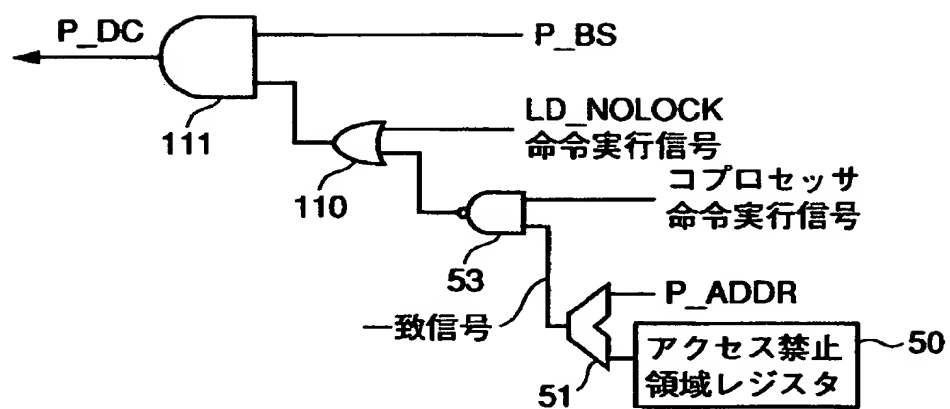 P_DC
P_BS
111
LD_NOLOCK
命令実行信号
110
コプロセッサ
命令実行信号
53
一致信号
P_ADDR
51
アクセス禁止
領域レジスタ
50